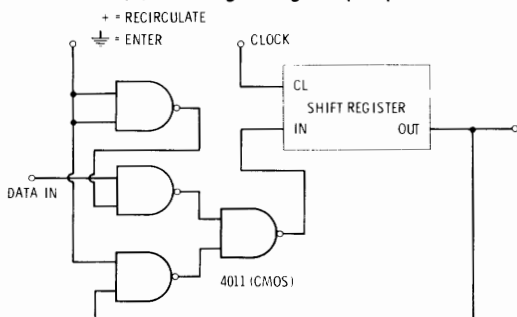 + = RECIRCULATE
= ENTER
CLOCK
CL
SHIFT REGISTER
IN
OUT
DATA IN
4011 (CMOS)